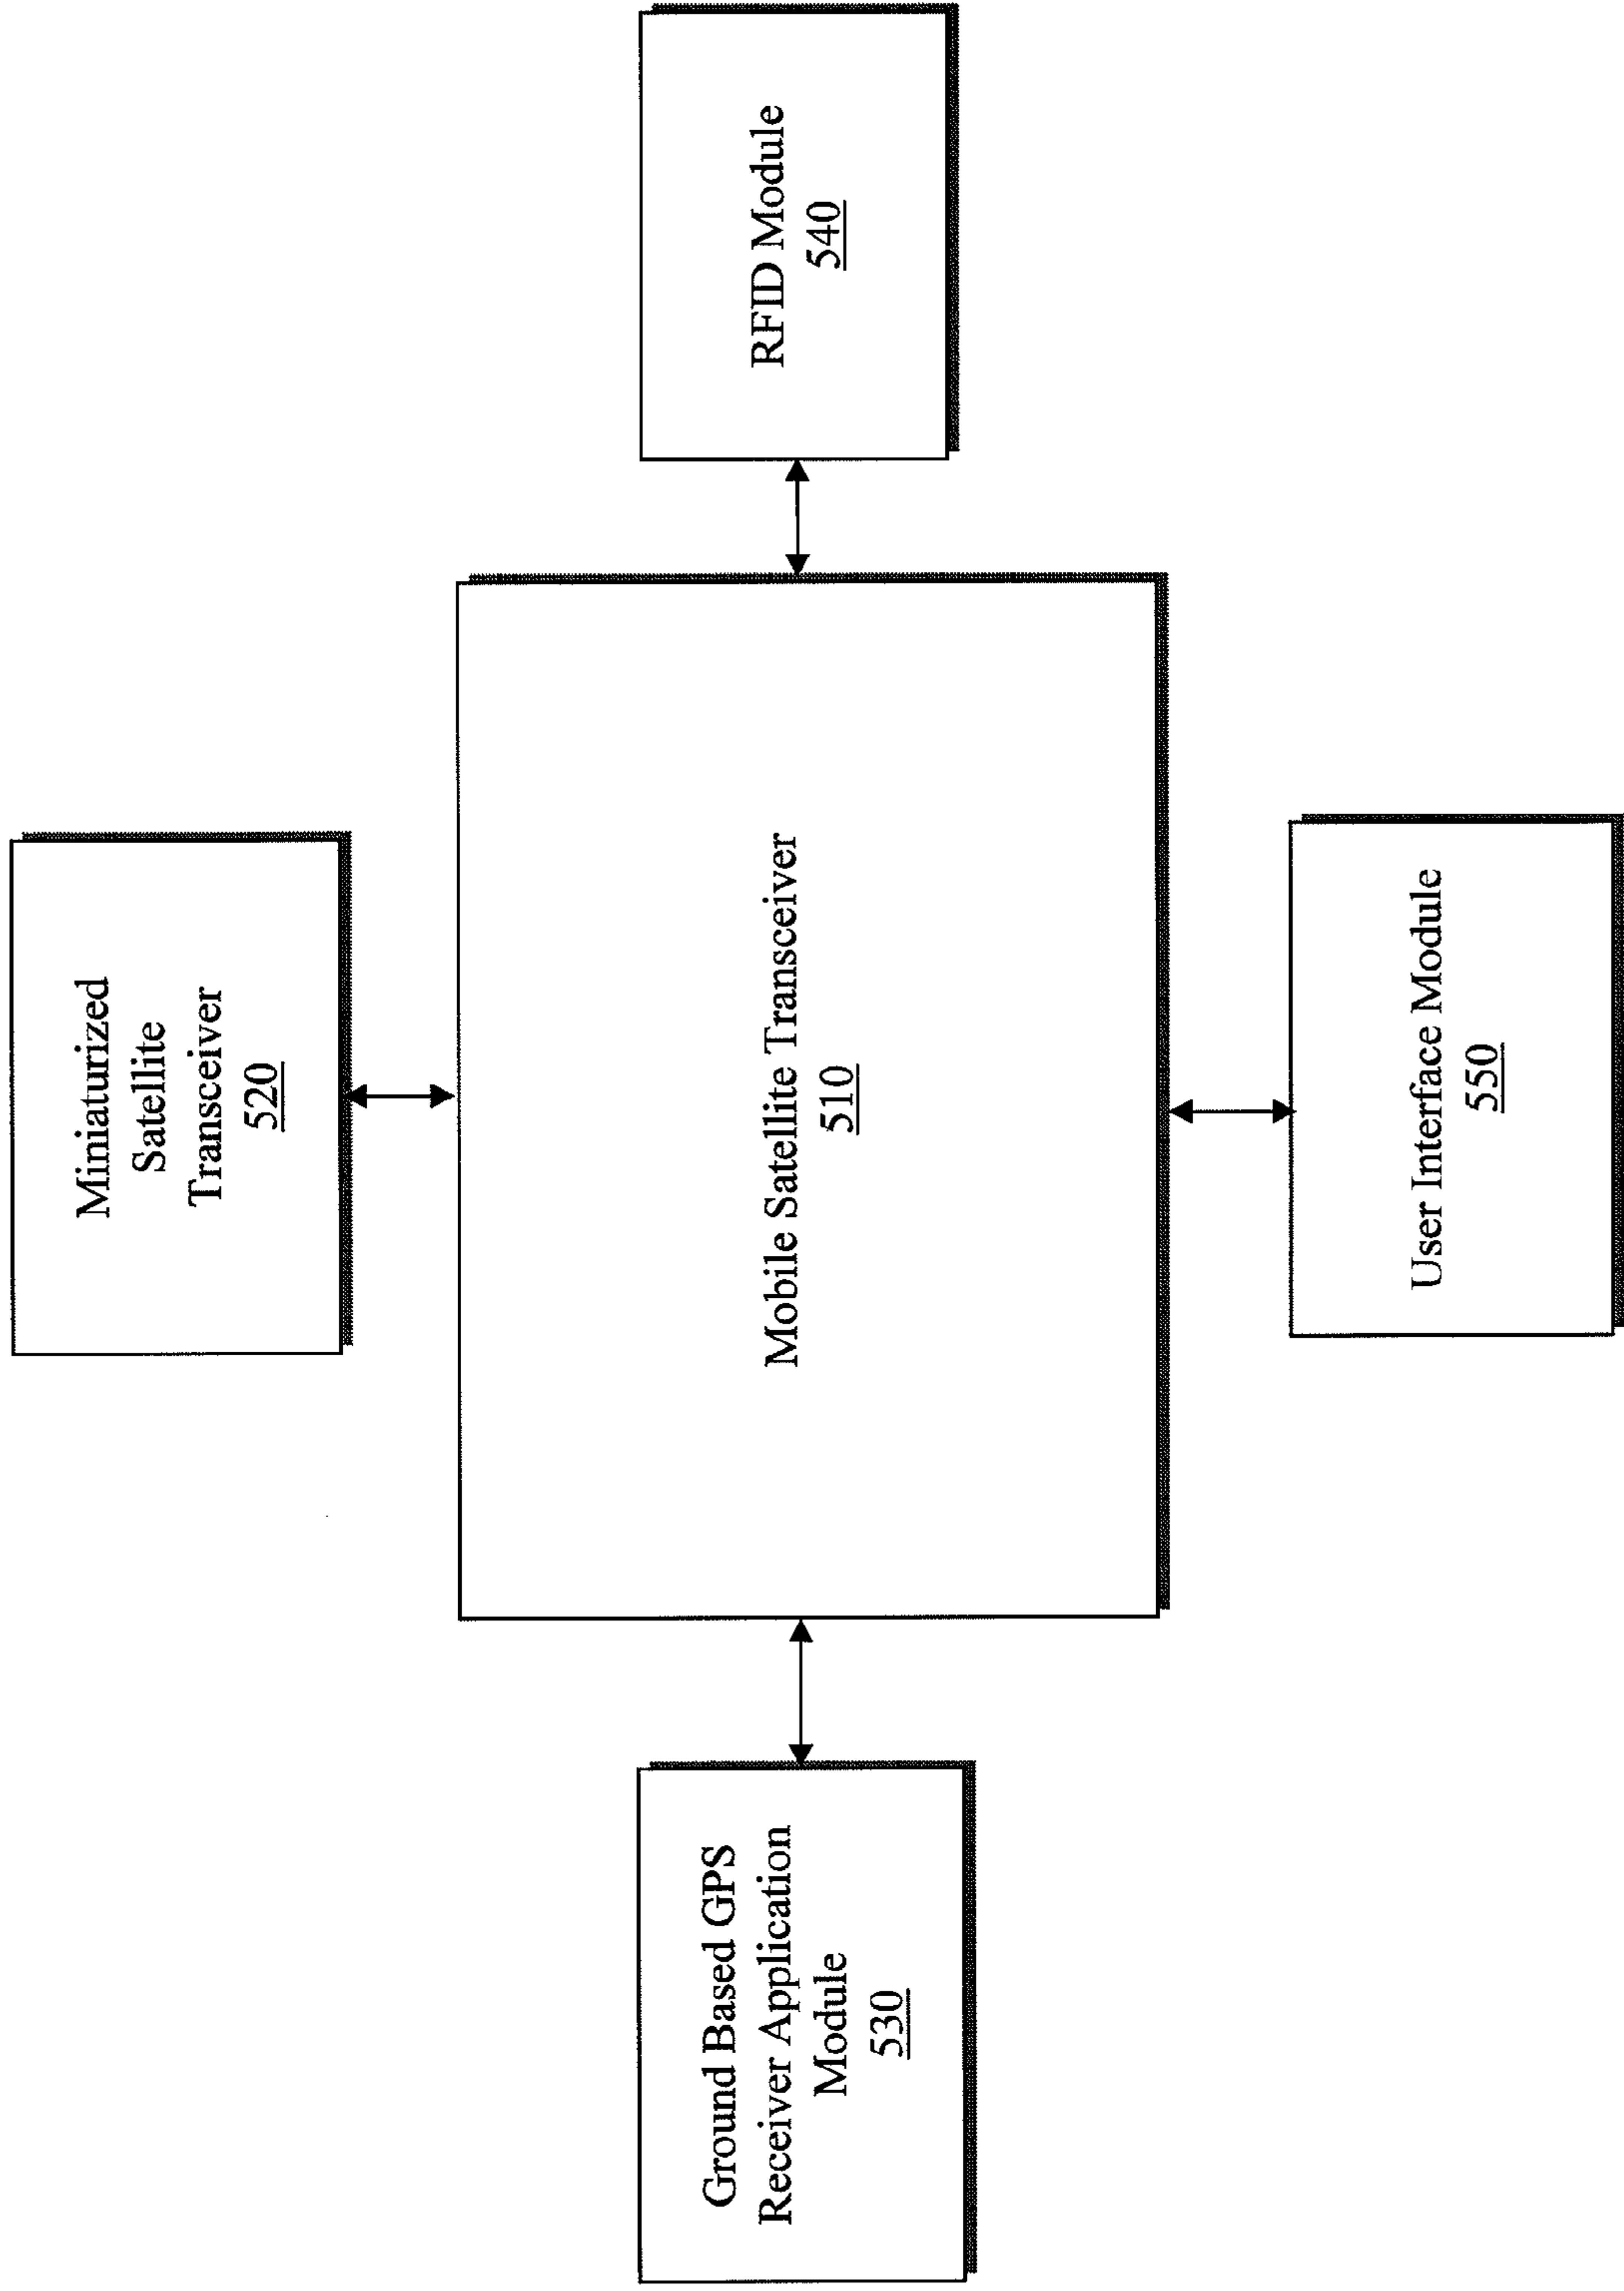 Miniaturized
Satellite
Transceiver
520
Ground Based GPS
Receiver Application
Module
530
Mobile Satellite Transceiver
510
RFID Module
540
User Interface Module
550